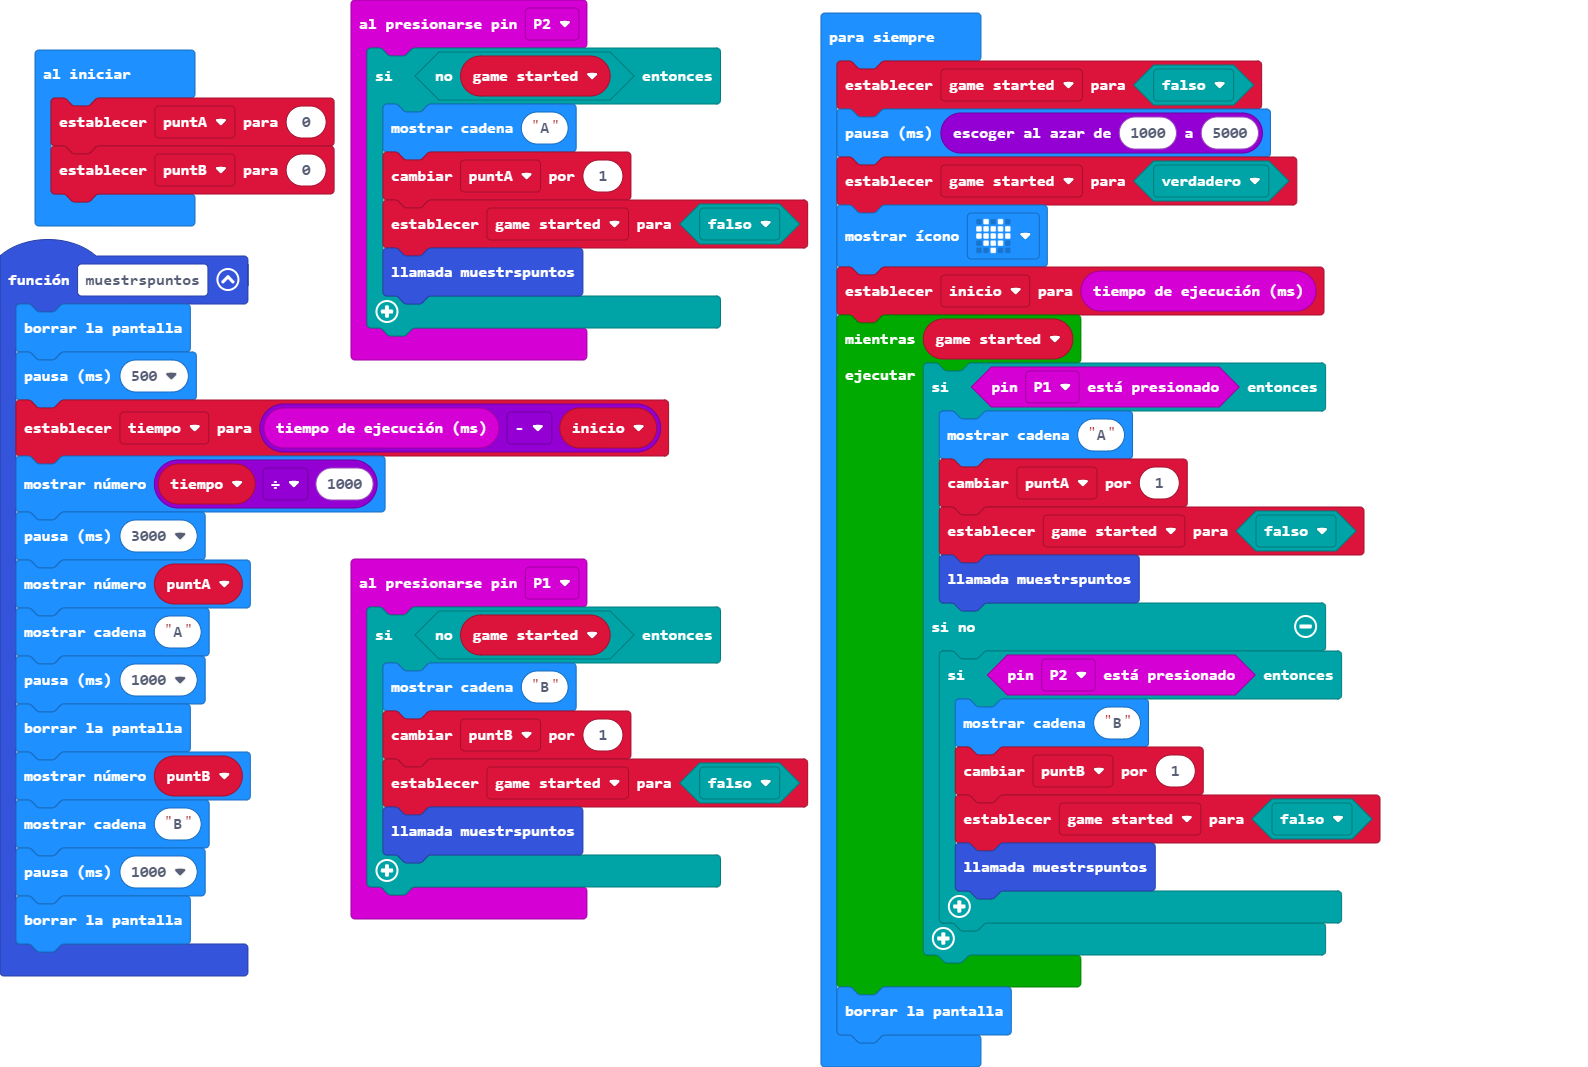 al iniciar
establecer puntA para 0
establecer puntB para 0
función muestrspuntos
borrar la pantalla
pausa (ms) 500
establecer tiempo para tiempo de ejecución (ms) - inicio
mostrar número tiempo ÷ 1000
pausa (ms) 3000
mostrar número puntA
mostrar cadena "A"
pausa (ms) 1000
borrar la pantalla
mostrar número puntB
mostrar cadena "B"
pausa (ms) 1000
borrar la pantalla
al presionarse pin P2
si no game started entonces
mostrar cadena "A"
cambiar puntA por 1
establecer game started para falso
llamada muestrspuntos
al presionarse pin P1
si no game started entonces
mostrar cadena "B"
cambiar puntB por 1
establecer game started para falso
llamada muestrspuntos
para siempre
establecer game started para falso
pausa (ms) escoger al azar de 1000 a 5000
establecer game started para verdadero
mostrar ícono
establecer inicio para tiempo de ejecución (ms)
mientras game started
ejecutar si pin P1 está presionado entonces
mostrar cadena "A"
cambiar puntA por 1
establecer game started para falso
llamada muestrspuntos
si no
si pin P2 está presionado entonces
mostrar cadena "B"
cambiar puntB por 1
establecer game started para falso
llamada muestrspuntos
borrar la pantalla